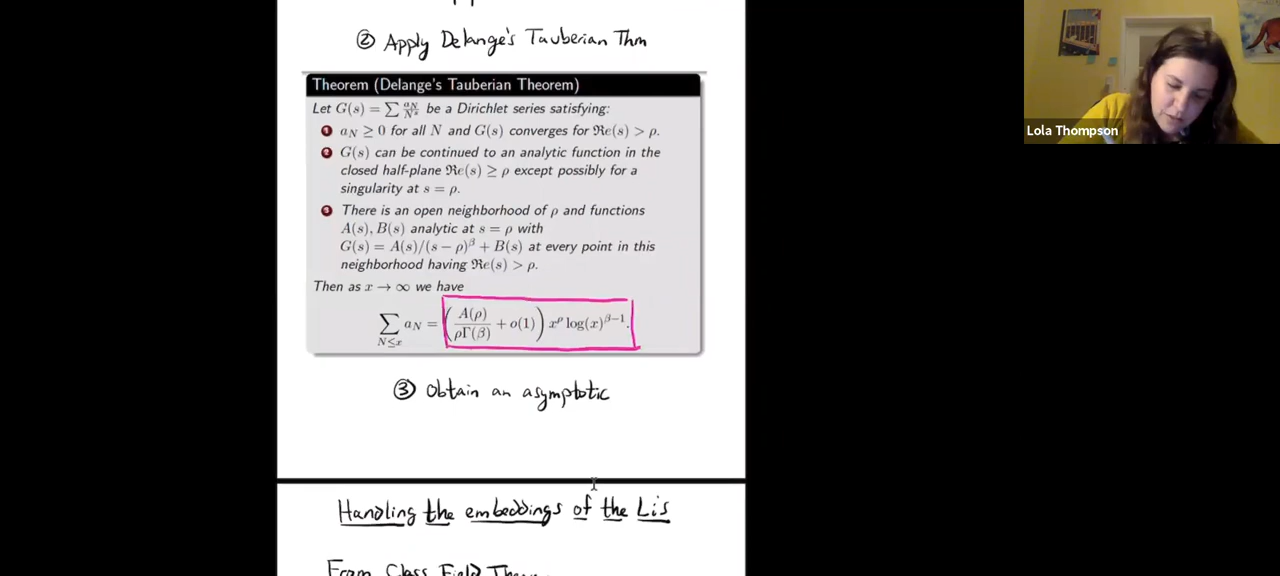 ② Apply Delange's Tauberian Thm
Lola Thompson
Theorem (Delange's Tauberian Theorem)
Let G(s) = ∑ a_N/N^s be a Dirichlet series satisfying:
1 a_N ≥ 0 for all N and G(s) converges for ℜe(s) > ρ.
2 G(s) can be continued to an analytic function in the
closed half-plane ℜe(s) ≥ ρ except possibly for a
singularity at s = ρ.
3 There is an open neighborhood of ρ and functions
A(s), B(s) analytic at s = ρ with
G(s) = A(s)/(s − ρ)^β + B(s) at every point in this
neighborhood having ℜe(s) > ρ.
Then as x → ∞ we have
∑_{N≤x} a_N = (A(ρ)/ρΓ(β) + o(1)) x^ρ log(x)^{β−1}.
③ Obtain an asymptotic
Handling the embeddings of the Lis
From Class Field